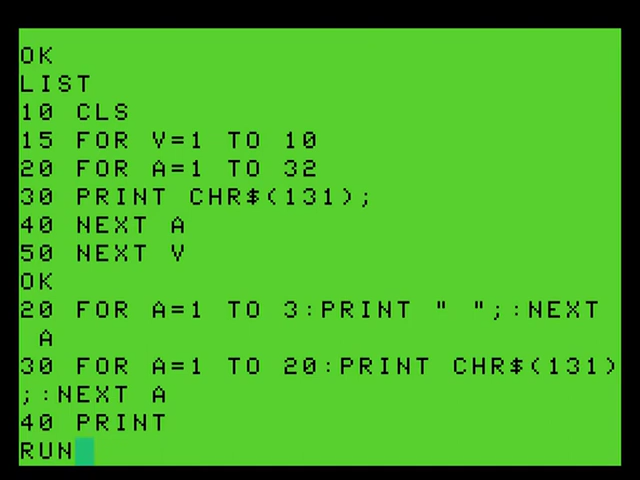 OK
LIST
10 CLS
15 FOR V=1 TO 10
20 FOR A=1 TO 32
30 PRINT CHR$(131);
40 NEXT A
50 NEXT V
OK
20 FOR A=1 TO 3:PRINT " ";:NEXT
 A
30 FOR A=1 TO 20:PRINT CHR$(131)
;:NEXT A
40 PRINT
RUN